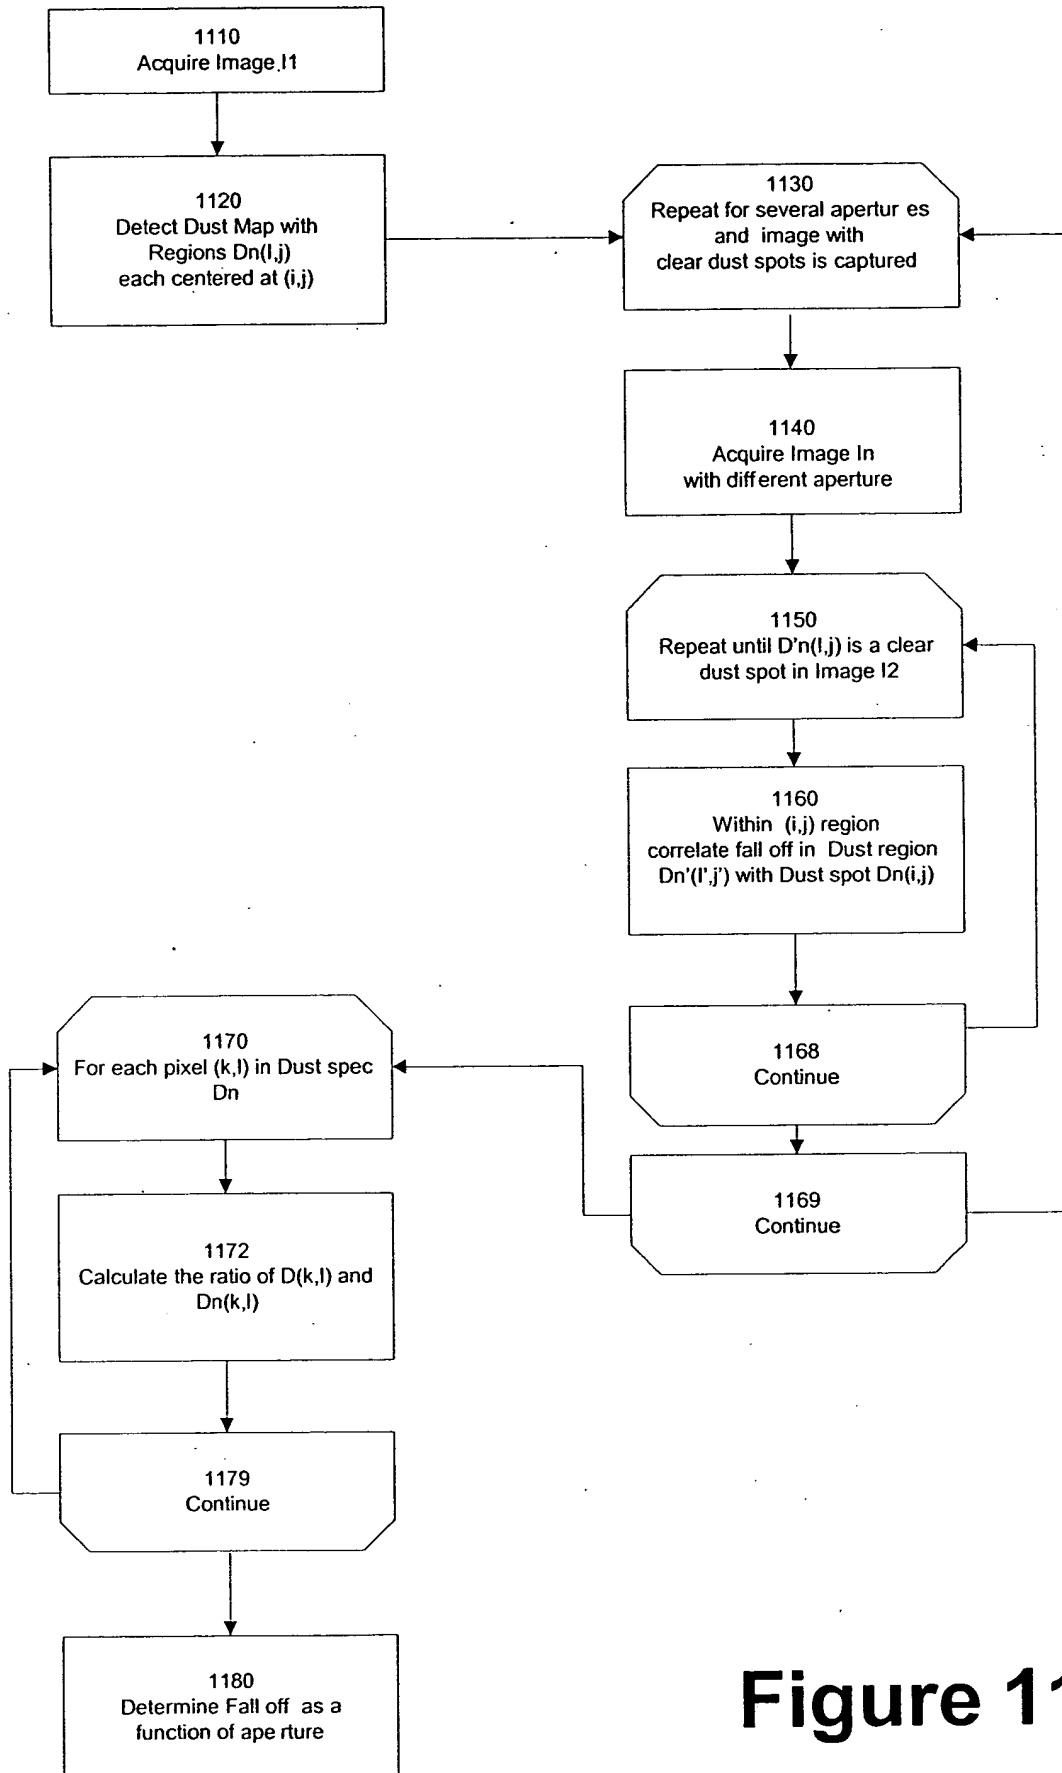 1110
Acquire Image I1
1120
Detect Dust Map with
Regions Dn(I,j)
each centered at (i,j)
1130
Repeat for several apertur es
and image with
clear dust spots is captured
1140
Acquire Image In
with different aperture
1150
Repeat until D'n(I,j) is a clear
dust spot in Image I2
1160
Within (i,j) region
correlate fall off in Dust region
Dn'(I',j') with Dust spot Dn(i,j)
1168
Continue
1169
Continue
1170
For each pixel (k,l) in Dust spec
Dn
1172
Calculate the ratio of D(k,l) and
Dn(k,l)
1179
Continue
1180
Determine Fall off as a
function of ape rture
Figure 11